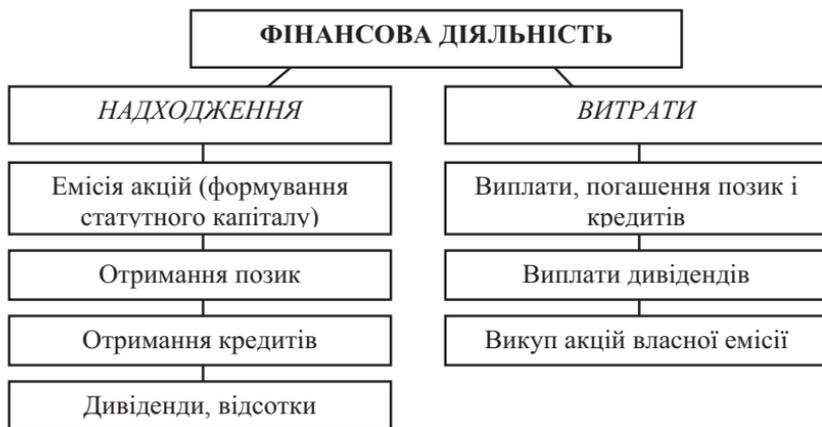 ФІНАНСОВА ДІЯЛЬНІСТЬ
НАДХОДЖЕННЯ
Емісія акцій (формування
статутного капіталу)
Отримання позик
Отримання кредитів
Дивіденди, відсотки
ВИТРАТИ
Виплати, погашення позик і
кредитів
Виплати дивідендів
Викуп акцій власної емісії